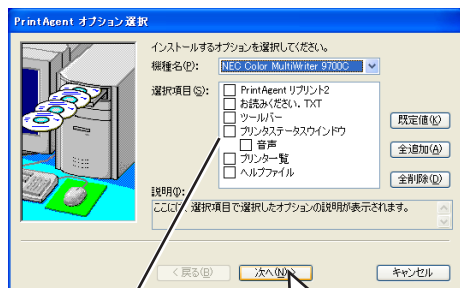 PrintAgent オプション選択
インストールするオプションを選択してください。
機種名(P): NEC Color MultiWriter 9700C
選択項目(S):
PrintAgent リプリント2
お読みください.TXT
ツールバー
プリンタステータスウインドウ
音声
プリンター覧
ヘルプファイル
既定値(K)
全追加(A)
全削除(D)
説明(I):
ここには、選択項目で選択したオプションの説明が表示されます。
< 戻る(B)
次へ(N) >
キャンセル